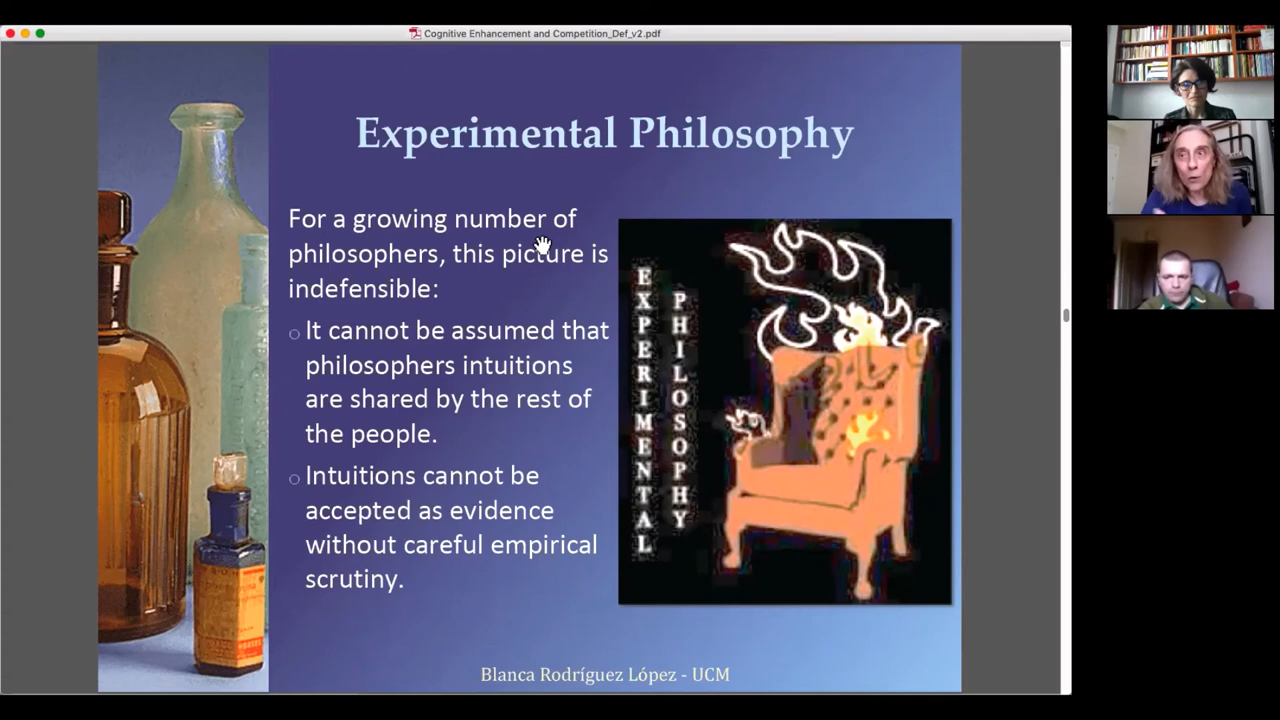 Cognitive Enhancement and Competition_Def_v2.pdf
Experimental Philosophy
For a growing number of
philosophers, this picture is
indefensible:
It cannot be assumed that
philosophers intuitions
are shared by the rest of
the people.
Intuitions cannot be
accepted as evidence
without careful empirical
scrutiny.
EXPERIMENTAL
PHILOSOPHY
Blanca Rodríguez López - UCM